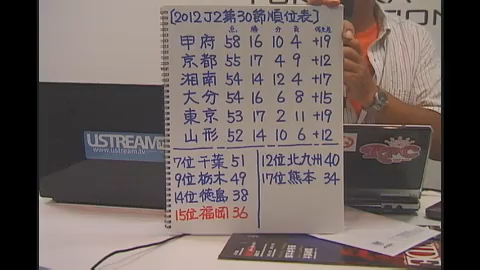 [2012J2第30節順位表]
点 勝 分 負 得失差
甲府 58 16 10 4 +19
京都 55 17 4 9 +12
湘南 54 14 12 4 +17
大分 54 16 6 8 +15
東京 53 17 2 11 +19
山形 52 14 10 6 +12
7位千葉 51
9位栃木 49
14位徳島 38
15位福岡 36
12位北九州 40
17位熊本 34
USTREAM
www.ustream.tv